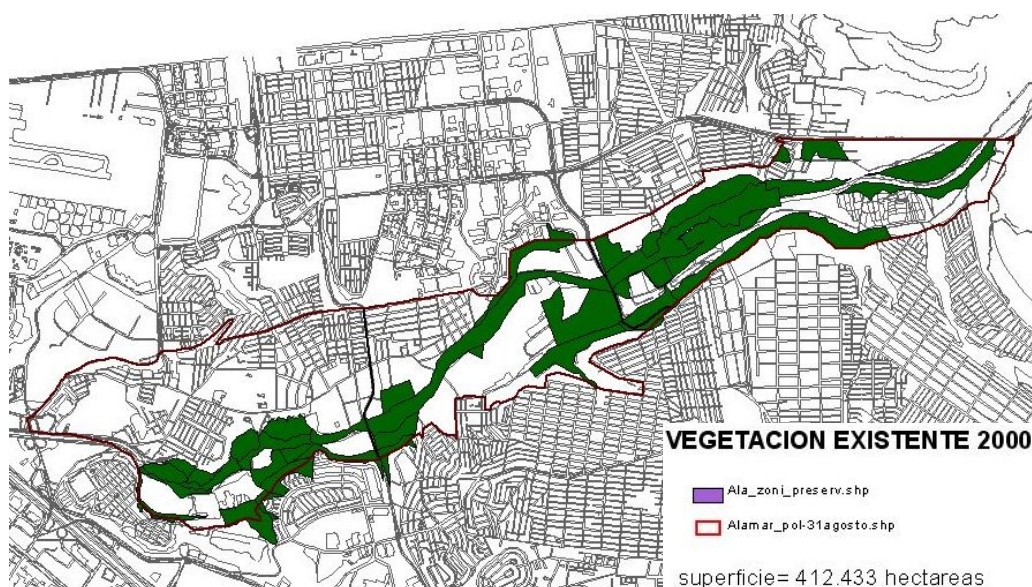 VEGETACION EXISTENTE 2000
Ala_zoni_preserv.shp
Alamar_pol-31agosto.shp
superficie= 412.433 hectareas